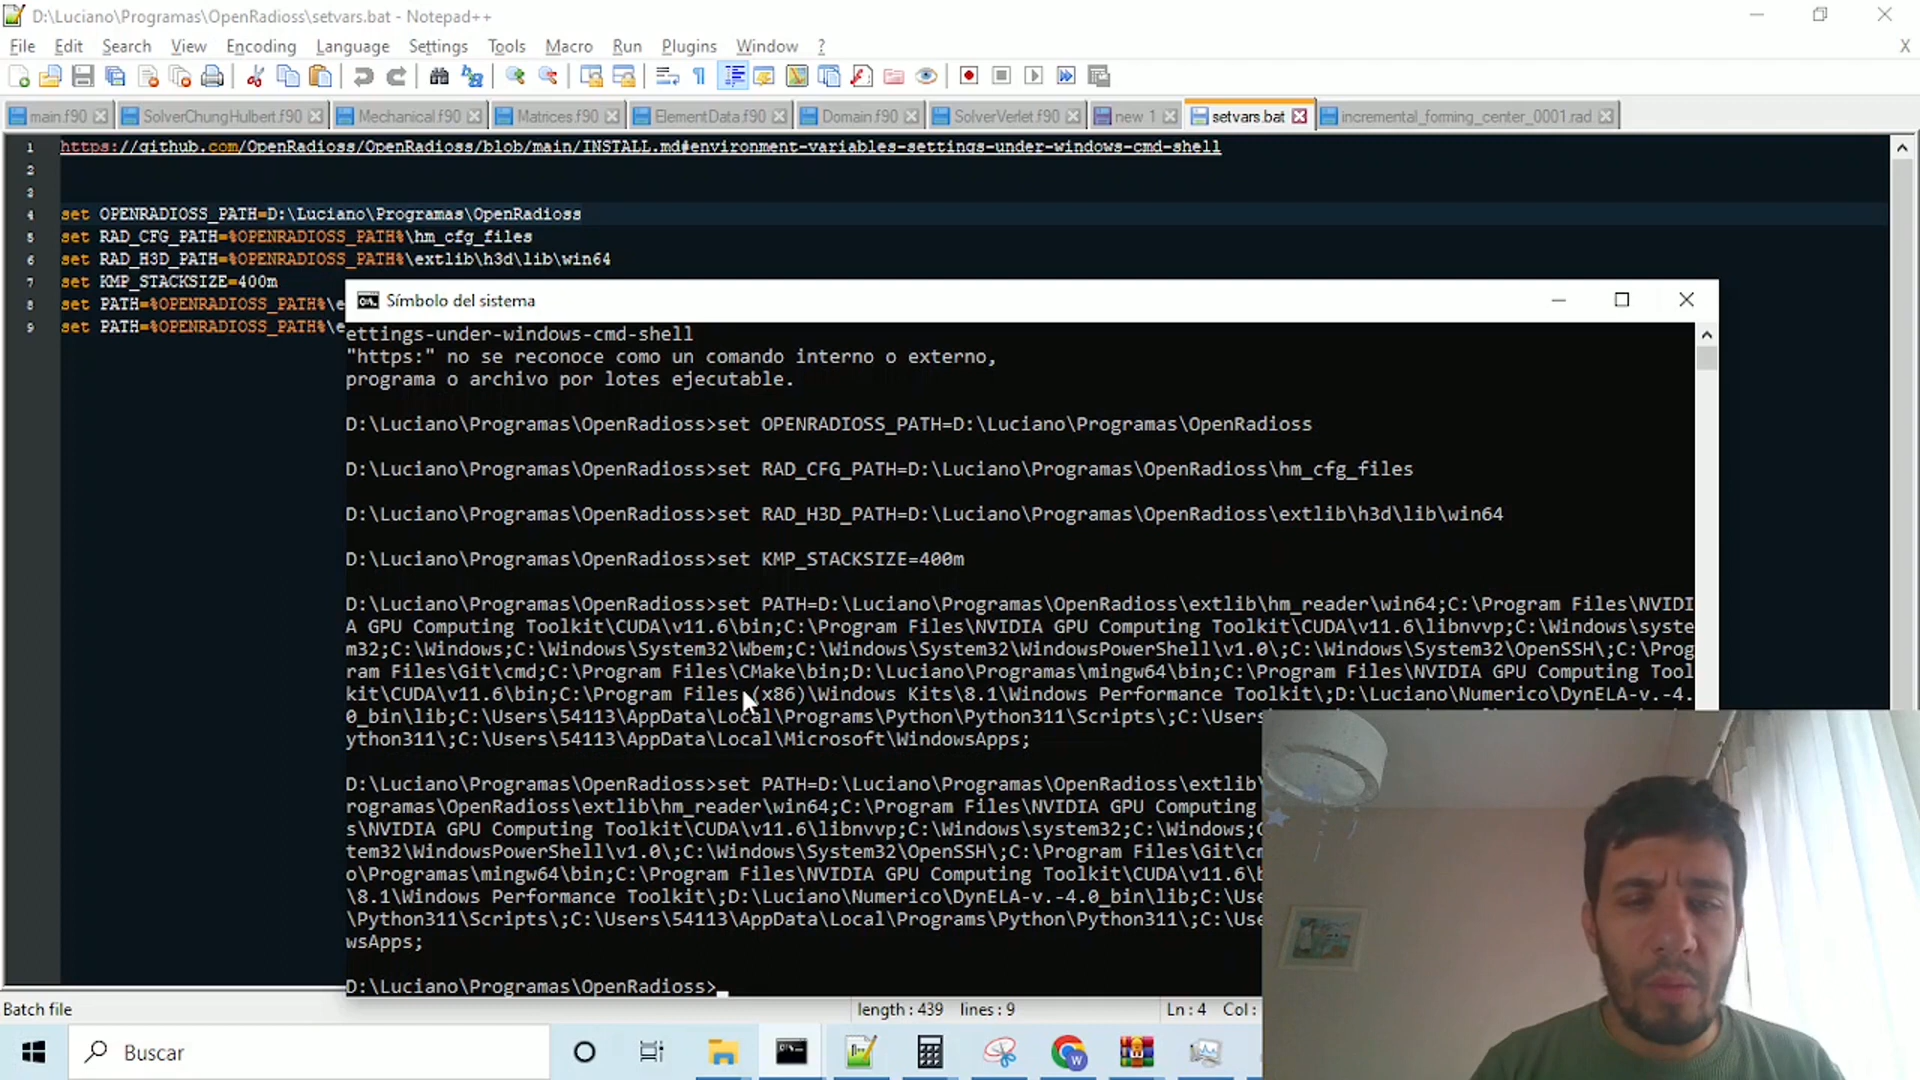 D:\Luciano\Programas\OpenRadioss\setvars.bat - Notepad++
File Edit Search View Encoding Language Settings Tools Macro Run Plugins Window ? X
main.f90 SolverChungHulbert.f90 Mechanical.f90 Matrices.f90 ElementData.f90 Domain.f90 SolverVerlet.f90 new 1 setvars.bat incremental_forming_center_0001.rad
1 https://github.com/OpenRadioss/OpenRadioss/blob/main/INSTALL.md#environment-variables-settings-under-windows-cmd-shell
2
3
4 set OPENRADIOSS_PATH=D:\Luciano\Programas\OpenRadioss
5 set RAD_CFG_PATH=%OPENRADIOSS_PATH%\hm_cfg_files
6 set RAD_H3D_PATH=%OPENRADIOSS_PATH%\extlib\h3d\lib\win64
7 set KMP_STACKSIZE=400m
8 set PATH=%OPENRADIOSS_PATH%\e
9 set PATH=%OPENRADIOSS_PATH%\e
Símbolo del sistema
ettings-under-windows-cmd-shell
"https:" no se reconoce como un comando interno o externo,
programa o archivo por lotes ejecutable.
D:\Luciano\Programas\OpenRadioss>set OPENRADIOSS_PATH=D:\Luciano\Programas\OpenRadioss
D:\Luciano\Programas\OpenRadioss>set RAD_CFG_PATH=D:\Luciano\Programas\OpenRadioss\hm_cfg_files
D:\Luciano\Programas\OpenRadioss>set RAD_H3D_PATH=D:\Luciano\Programas\OpenRadioss\extlib\h3d\lib\win64
D:\Luciano\Programas\OpenRadioss>set KMP_STACKSIZE=400m
D:\Luciano\Programas\OpenRadioss>set PATH=D:\Luciano\Programas\OpenRadioss\extlib\hm_reader\win64;C:\Program Files\NVIDI
A GPU Computing Toolkit\CUDA\v11.6\bin;C:\Program Files\NVIDIA GPU Computing Toolkit\CUDA\v11.6\libnvvp;C:\Windows\syste
m32;C:\Windows;C:\Windows\System32\Wbem;C:\Windows\System32\WindowsPowerShell\v1.0\;C:\Windows\System32\OpenSSH\;C:\Prog
ram Files\Git\cmd;C:\Program Files\CMake\bin;D:\Luciano\Programas\mingw64\bin;C:\Program Files\NVIDIA GPU Computing Tool
kit\CUDA\v11.6\bin;C:\Program Files (x86)\Windows Kits\8.1\Windows Performance Toolkit\;D:\Luciano\Numerico\DynELA-v.-4.
0_bin\lib;C:\Users\54113\AppData\Local\Programs\Python\Python311\Scripts\;C:\Users
ython311\;C:\Users\54113\AppData\Local\Microsoft\WindowsApps;
D:\Luciano\Programas\OpenRadioss>set PATH=D:\Luciano\Programas\OpenRadioss\extlib
rogramas\OpenRadioss\extlib\hm_reader\win64;C:\Program Files\NVIDIA GPU Computing
s\NVIDIA GPU Computing Toolkit\CUDA\v11.6\libnvvp;C:\Windows\system32;C:\Windows;
tem32\WindowsPowerShell\v1.0\;C:\Windows\System32\OpenSSH\;C:\Program Files\Git\cm
o\Programas\mingw64\bin;C:\Program Files\NVIDIA GPU Computing Toolkit\CUDA\v11.6\b
\8.1\Windows Performance Toolkit\;D:\Luciano\Numerico\DynELA-v.-4.0_bin\lib;C:\Use
\Python311\Scripts\;C:\Users\54113\AppData\Local\Programs\Python\Python311\;C:\Use
wsApps;
D:\Luciano\Programas\OpenRadioss>
Batch file length : 439 lines : 9 Ln : 4 Col :
Buscar